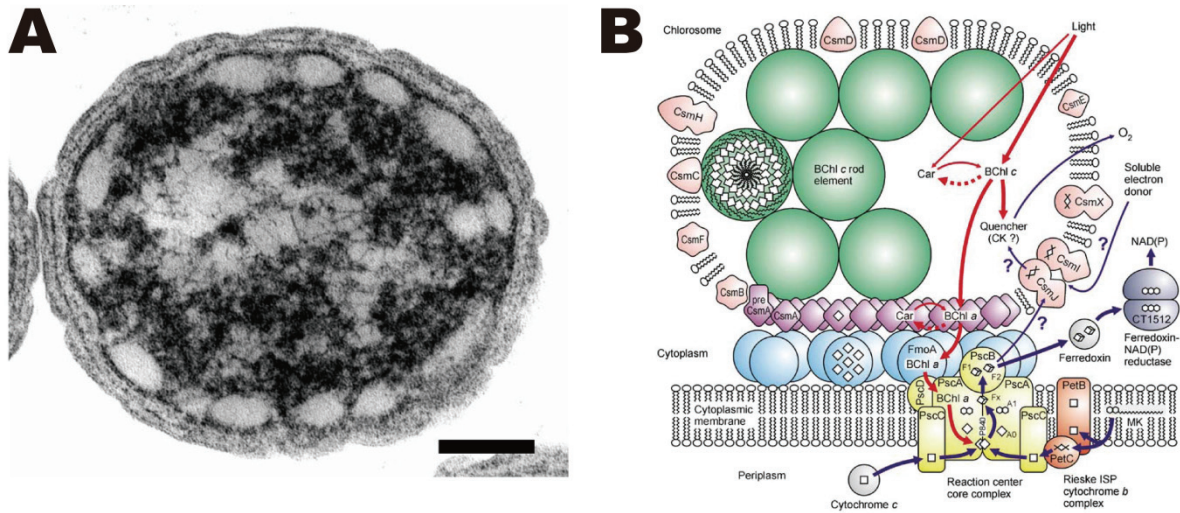 A
B
Chlorosome
CsmD
CsmD
Light
CsmH
CsmE
O2
CsmC
BChl c rod
element
Car
BChl c
Soluble
electron
donor
CsmX
Quencher
(CK ?)
CsmF
?
?
NAD(P)
CsmI
CsmJ
CsmB
pre
CsmA
CsmA
Car
BChl a
?
CT1512
Cytoplasm
FmoA
BChl a
PscB
F1
F2
Ferredoxin
Ferredoxin-
NAD(P)
reductase
PscD
PscA
PscA
PetB
BChl a
Fx
A1
Cytoplasmic
membrane
PscC
P840
A0
PscC
MK
PetC
Periplasm
Cytochrome c
Reaction center
core complex
Rieske ISP
cytochrome b
complex